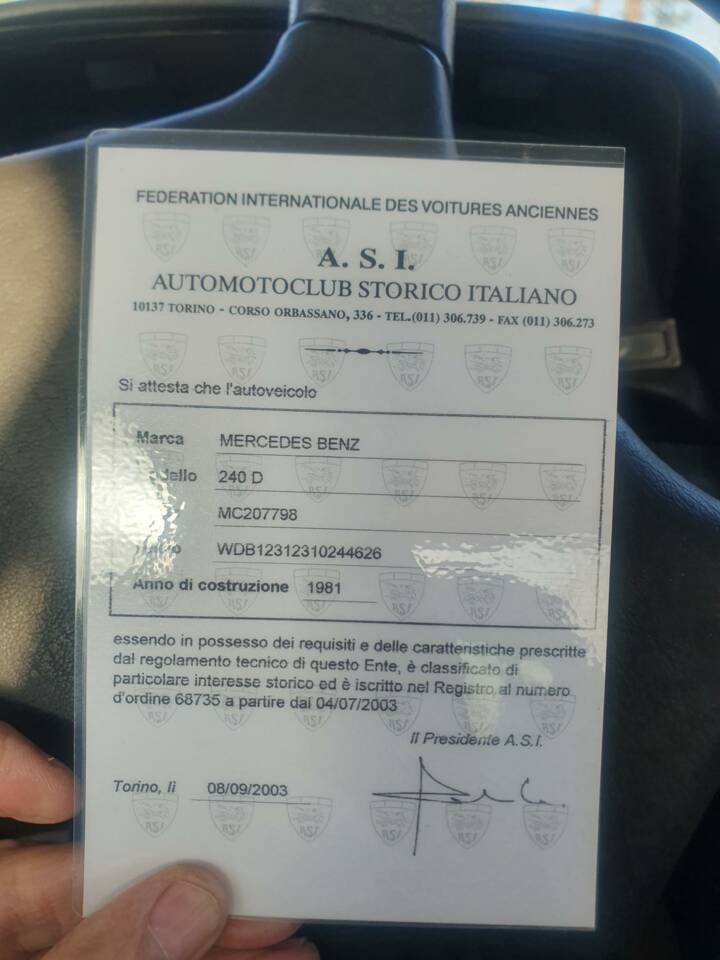 FEDERATION INTERNATIONALE DES VOITURES ANCIENNES
A. S. I.
AUTOMOTOCLUB STORICO ITALIANO
10137 TORINO - CORSO ORBASSANO, 336 - TEL.(011) 306.739 - FAX (011) 306.273
Si attesta che l'autoveicolo
Marca MERCEDES BENZ
240 D
MC207798
WDB12312310244626
Anno di costruzione 1981
essendo in possesso dei requisiti e delle caratteristiche prescritte
dal regolamento tecnico di questo Ente, è classificato di
particolare interesse storico ed è iscritto nel Registro al numero
d'ordine 68735 a partire dal 04/07/2003
Il Presidente A.S.I.
Torino, lì 08/09/2003